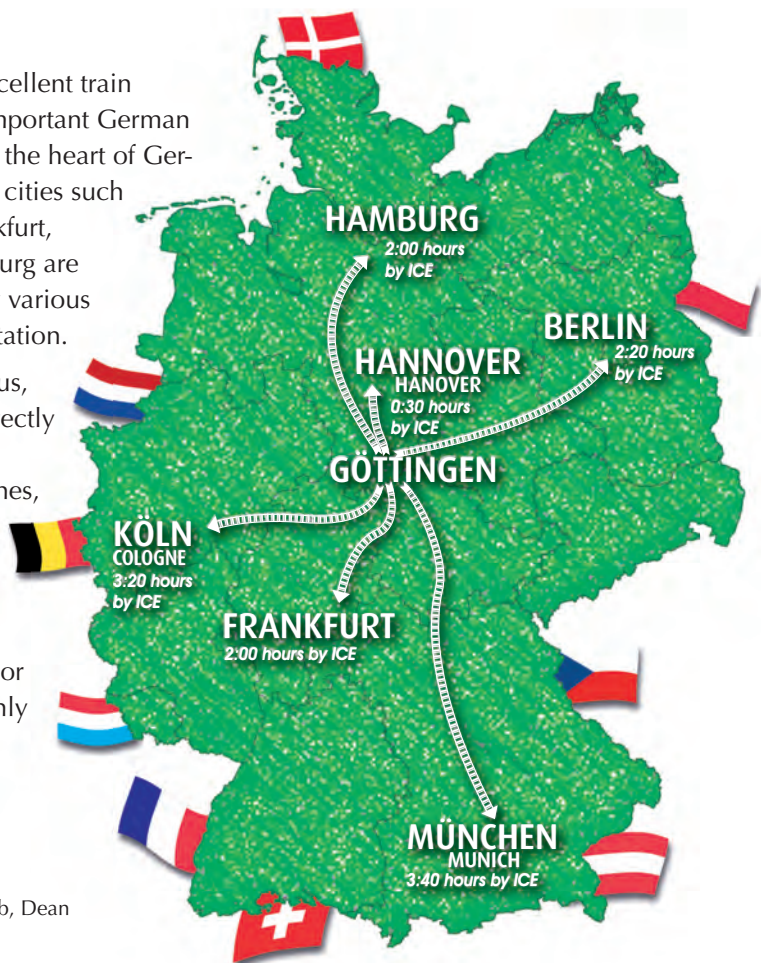 cellent train
mportant German
the heart of Ger-
cities such
kfurt,
urg are
various
tation.
us,
ectly
nes,
or
nly
b, Dean
HAMBURG
2:00 hours
by ICE
BERLIN
2:20 hours
by ICE
HANNOVER
HANOVER
0:30 hours
by ICE
GÖTTINGEN
KÖLN
COLOGNE
3:20 hours
by ICE
FRANKFURT
2:00 hours by ICE
MÜNCHEN
MUNICH
3:40 hours by ICE